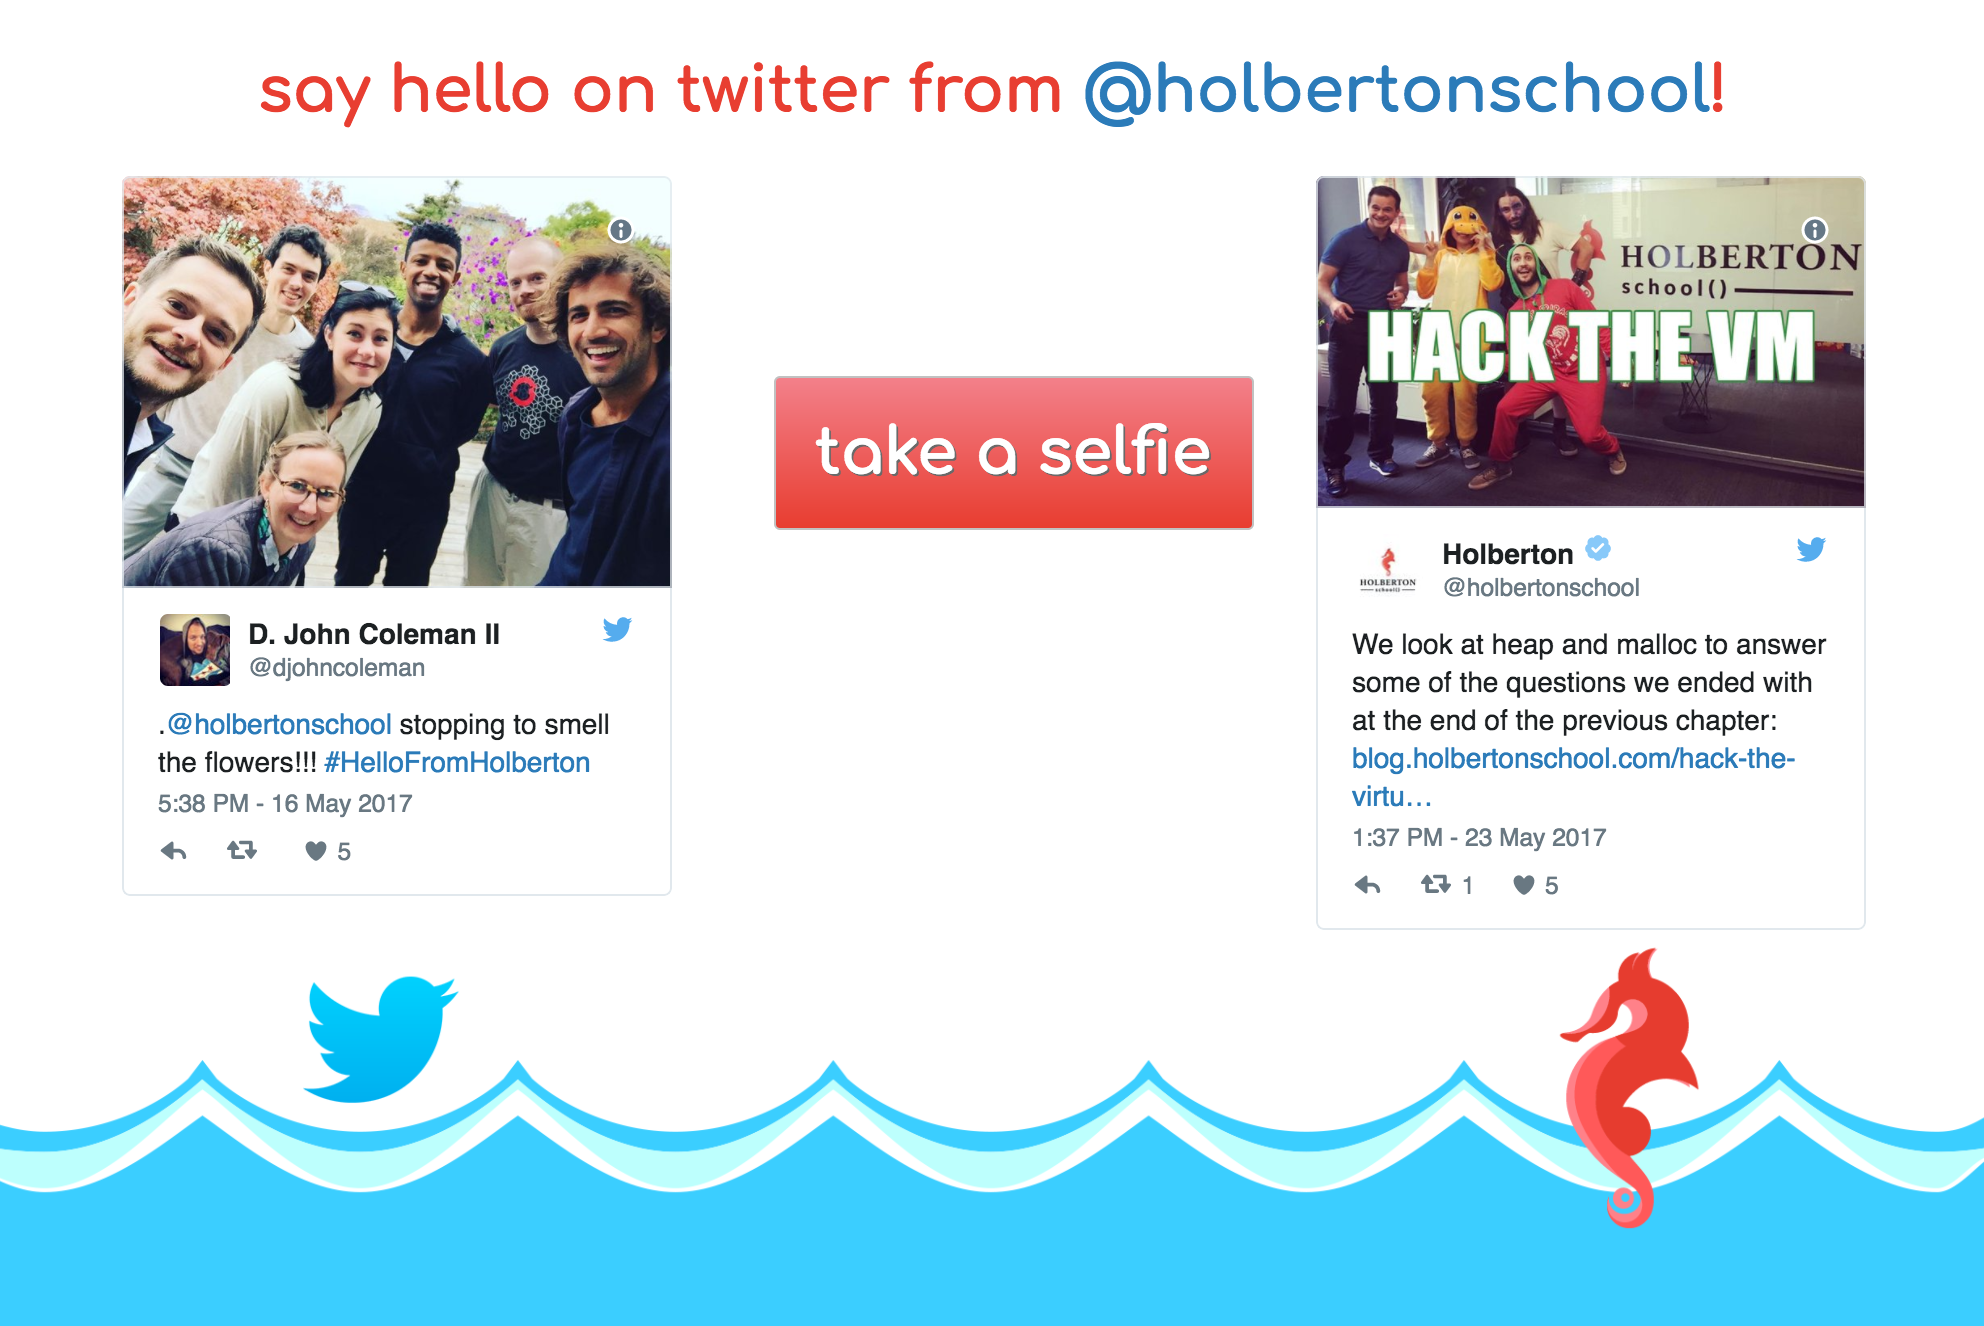 say hello on twitter from @holbertonschool!
D. John Coleman II
@djohncoleman
.@holbertonschool stopping to smell
the flowers!!! #HelloFromHolberton
5:38 PM - 16 May 2017
5
take a selfie
HOLBERTON
school()
HACK THE VM
HOLBERTON
school()
Holberton
@holbertonschool
We look at heap and malloc to answer
some of the questions we ended with
at the end of the previous chapter:
blog.holbertonschool.com/hack-the-
virtu…
1:37 PM - 23 May 2017
1 5